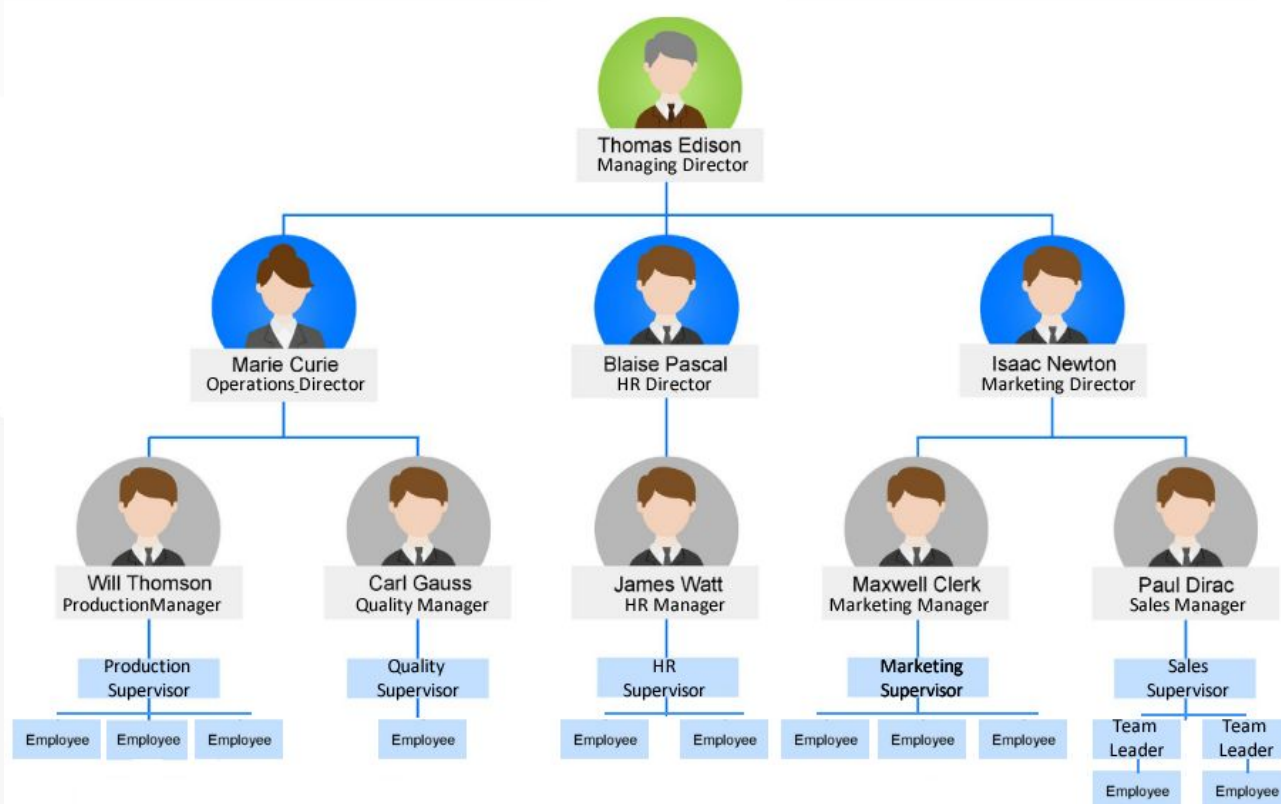 Thomas Edison
Managing Director
Marie Curie
Operations Director
Blaise Pascal
HR Director
Isaac Newton
Marketing Director
Will Thomson
ProductionManager
Carl Gauss
Quality Manager
James Watt
HR Manager
Maxwell Clerk
Marketing Manager
Paul Dirac
Sales Manager
Production
Supervisor
Quality
Supervisor
HR
Supervisor
Marketing
Supervisor
Sales
Supervisor
Employee
Employee
Employee
Employee
Employee
Employee
Employee
Employee
Employee
Team
Leader
Team
Leader
Employee
Employee